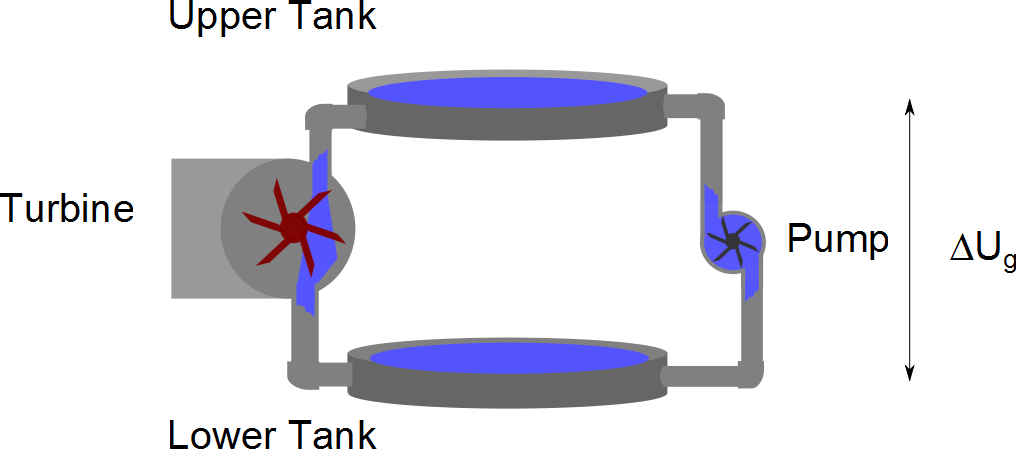 Upper Tank
Turbine
Pump
ΔUg
Lower Tank